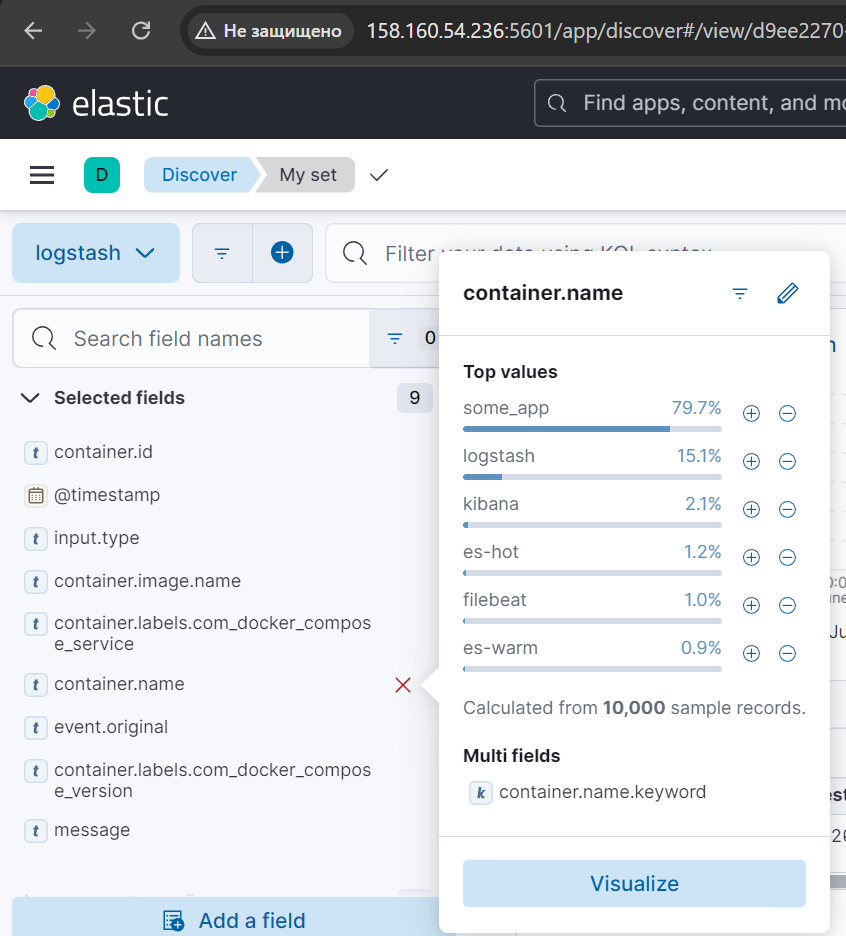 Не защищено
158.160.54.236:5601/app/discover#/view/d9ee2270
elastic
Find apps, content, and mo
D
Discover
My set
logstash
Filter your data using KQL syntax
Search field names
0
Selected fields
9
t container.id
@timestamp
t input.type
t container.image.name
t container.labels.com_docker_compos
e_service
t container.name
t event.original
t container.labels.com_docker_compos
e_version
t message
Add a field
container.name
Top values
some_app 79.7%
logstash 15.1%
kibana 2.1%
es-hot 1.2%
filebeat 1.0%
es-warm 0.9%
Calculated from 10,000 sample records.
Multi fields
k container.name.keyword
Visualize